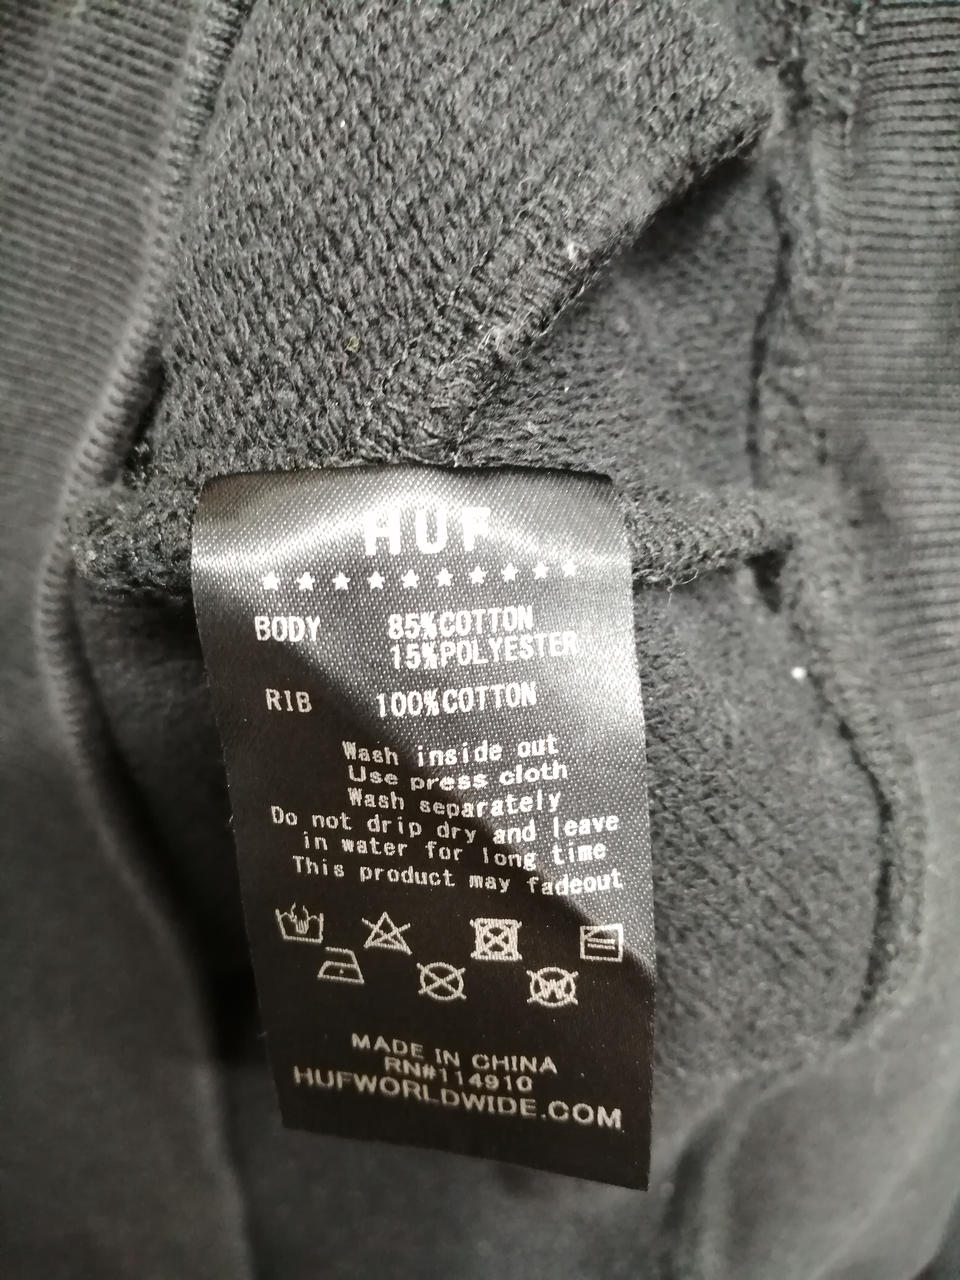 HUF
BODY 85%COTTON
15%POLYESTER
RIB 100%COTTON
Wash inside out
Use press cloth
Wash separately
Do not drip dry and leave
in water for long time
This product may fadeout
W
MADE IN CHINA
RN#114910
HUFWORLDWIDE.COM